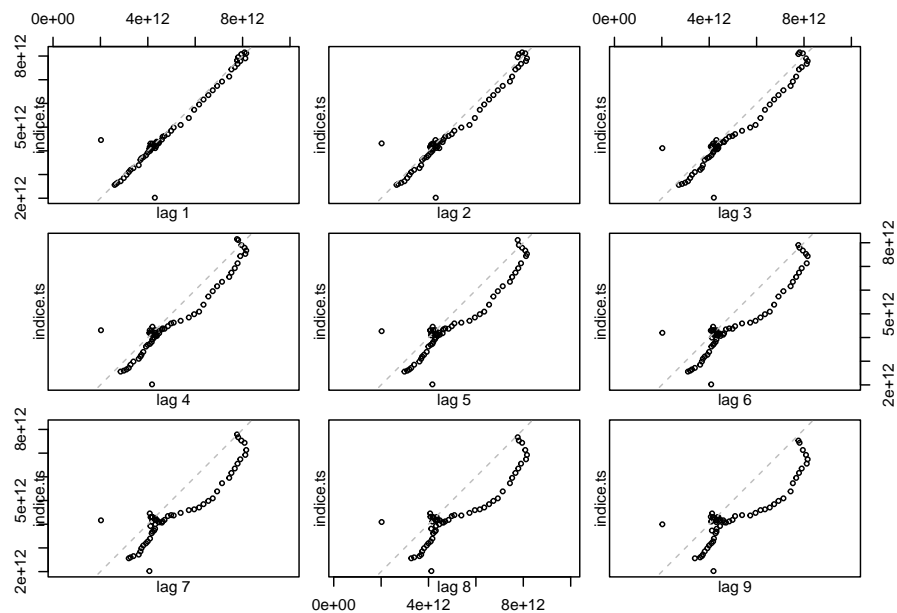 0e+00 4e+12 8e+12 0e+00 4e+12 8e+12
2e+12 5e+12 8e+12
indice.ts
indice.ts
indice.ts
lag 1
lag 2
lag 3
indice.ts
indice.ts
indice.ts
2e+12 5e+12 8e+12
lag 4
lag 5
lag 6
2e+12 5e+12 8e+12
indice.ts
indice.ts
indice.ts
lag 7
lag 8
lag 9
0e+00 4e+12 8e+12